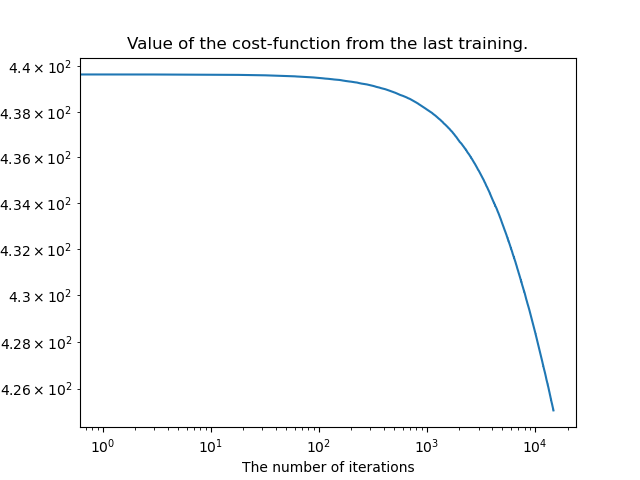 Value of the cost-function from the last training.
4.4 × 10²
4.38 × 10²
4.36 × 10²
4.34 × 10²
4.32 × 10²
4.3 × 10²
4.28 × 10²
4.26 × 10²
10⁰ 10¹ 10² 10³ 10⁴
The number of iterations